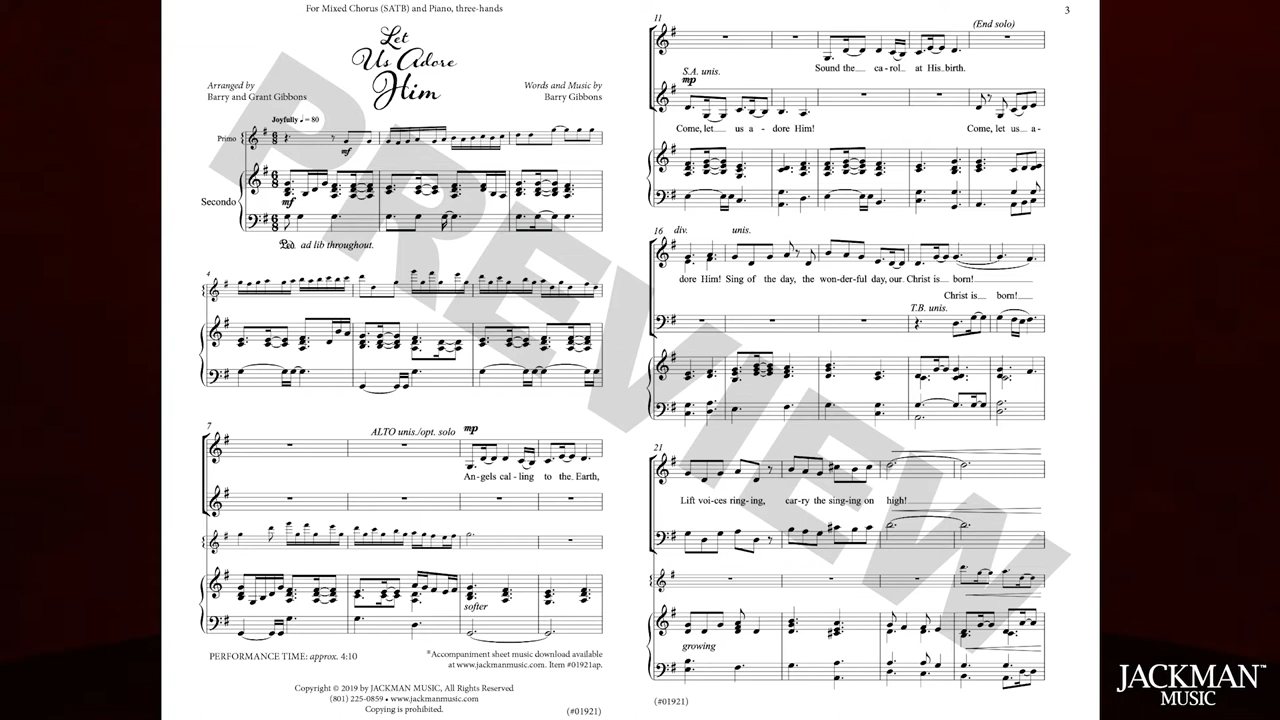 For Mixed Chorus (SATB) and Piano, three-hands
Let
Us Adore
Him
Arranged by
Barry and Grant Gibbons
Words and Music by
Barry Gibbons
Joyfully ♩ = 80
Primo
mf
Secondo
mf
Ped. ad lib throughout.
4
7
ALTO unis./opt. solo
mp
An-gels cal-ling to the Earth,
softer
PERFORMANCE TIME: approx. 4:10
*Accompaniment sheet music download available
at www.jackmanmusic.com. Item #01921ap.
Copyright © 2019 by JACKMAN MUSIC, All Rights Reserved
(801) 225-0859 • www.jackmanmusic.com
Copying is prohibited.
(#01921)
3
11
(End solo)
Sound the ca-rol at His birth.
S.A. unis.
mp
Come, let us a-dore Him! Come, let us a-
16
div. unis.
dore Him! Sing of the day, the won-der-ful day, our Christ is born!
Christ is born!
T.B. unis.
21
Lift voi-ces ring-ing, car-ry the sing-ing on high!
growing
(#01921)
PREVIEW
JACKMAN™
MUSIC